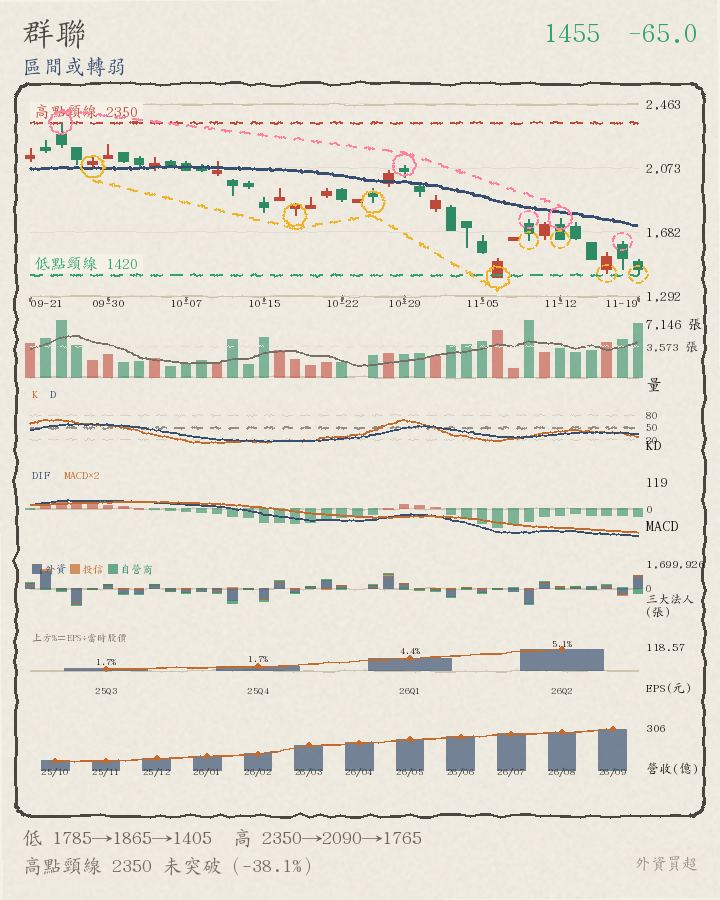 群聯
1455 -65.0
區間或轉弱
高點頸線 2350
2,463
2,073
1,682
低點頸線 1420
1,292
09-21 09-30 10-07 10-15 10-22 10-29 11-05 11-12 11-19
7,146 張
3,573 張
量
K D
80
50
20
KD
DIF MACD×2
119
0
MACD
外資 投信 自營商
1,699,926
0
三大法人
(張)
上方%=EPS÷當時股價
1.7% 1.7% 4.4% 5.1%
118.57
25Q3 25Q4 26Q1 26Q2
EPS(元)
306
25/10 25/11 25/12 26/01 26/02 26/03 26/04 26/05 26/06 26/07 26/08 26/09
營收(億)
低 1785→1865→1405 高 2350→2090→1765
高點頸線 2350 未突破 (-38.1%)
外資買超